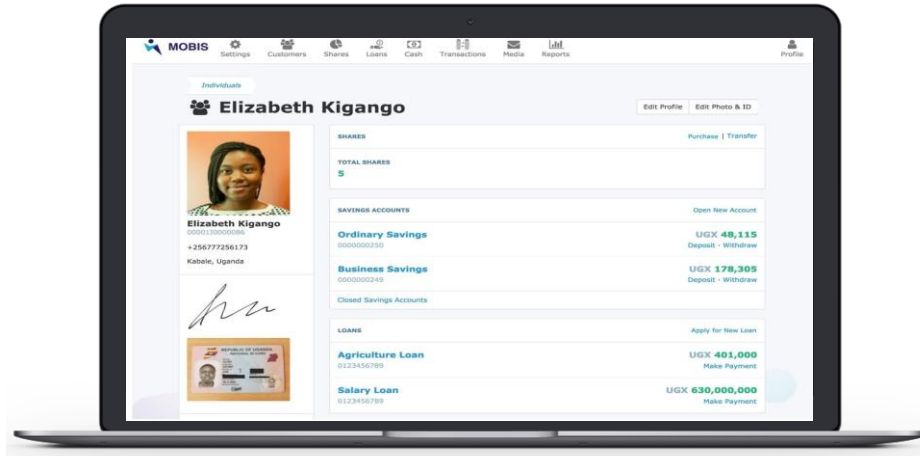 MOBIS
Settings Customers Shares Loans Cash Transactions Media Reports Profile
Individuals
Elizabeth Kigango
Edit Profile Edit Photo & ID
SHARES Purchase | Transfer
TOTAL SHARES
5
Elizabeth Kigango
+256777256173
Kabale, Uganda
SAVINGS ACCOUNTS Open New Account
Ordinary Savings UGX 48,115
0000000250 Deposit - Withdraw
Business Savings UGX 178,305
0000000249 Deposit - Withdraw
Closed Savings Accounts
LOANS Apply for New Loan
Agriculture Loan UGX 401,000
0123456789 Make Payment
Salary Loan UGX 630,000,000
0123456789 Make Payment
REPUBLIC OF UGANDA